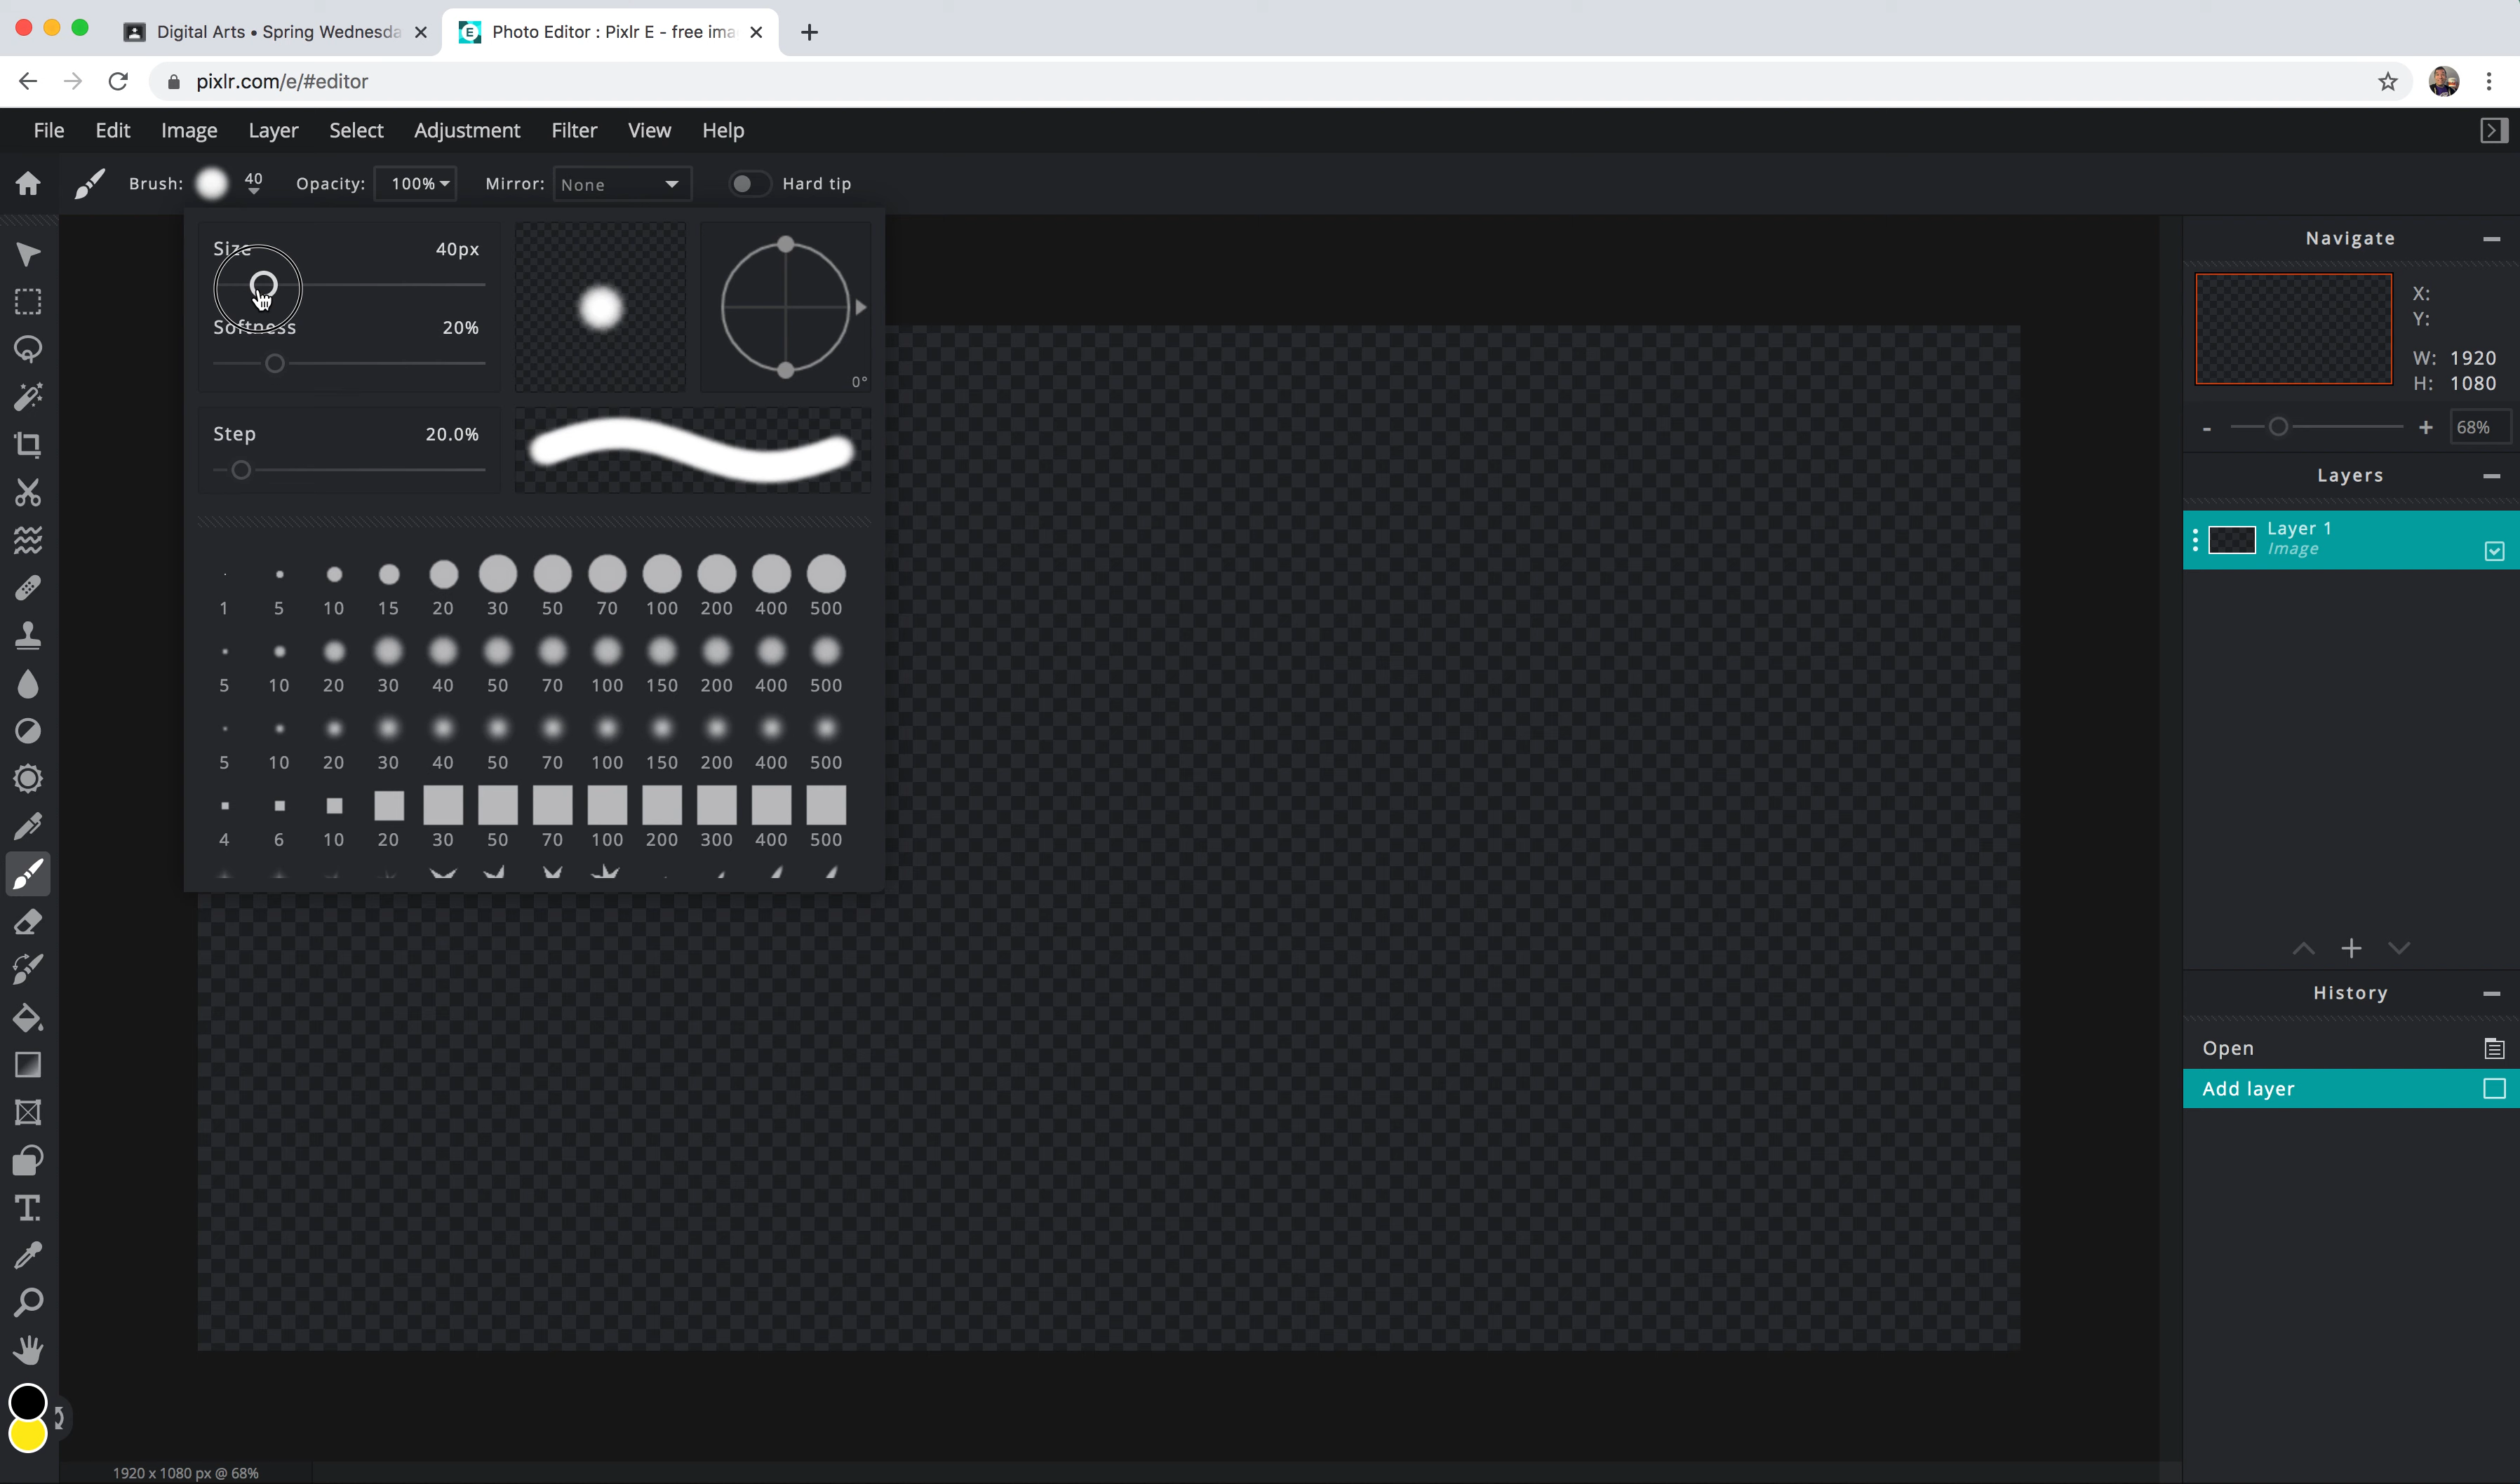 Digital Arts • Spring Wednesda
Photo Editor : Pixlr E - free ima
pixlr.com/e/#editor
File Edit Image Layer Select Adjustment Filter View Help
Brush: 40 Opacity: 100% Mirror: None Hard tip
Size 40px
Softness 20%
0°
Step 20.0%
1 5 10 15 20 30 50 70 100 200 400 500
5 10 20 30 40 50 70 100 150 200 400 500
5 10 20 30 40 50 70 100 150 200 400 500
4 6 10 20 30 50 70 100 200 300 400 500
Navigate
X:
Y:
W: 1920
H: 1080
- + 68%
Layers
Layer 1
Image
History
Open
Add layer
1920 x 1080 px @ 68%